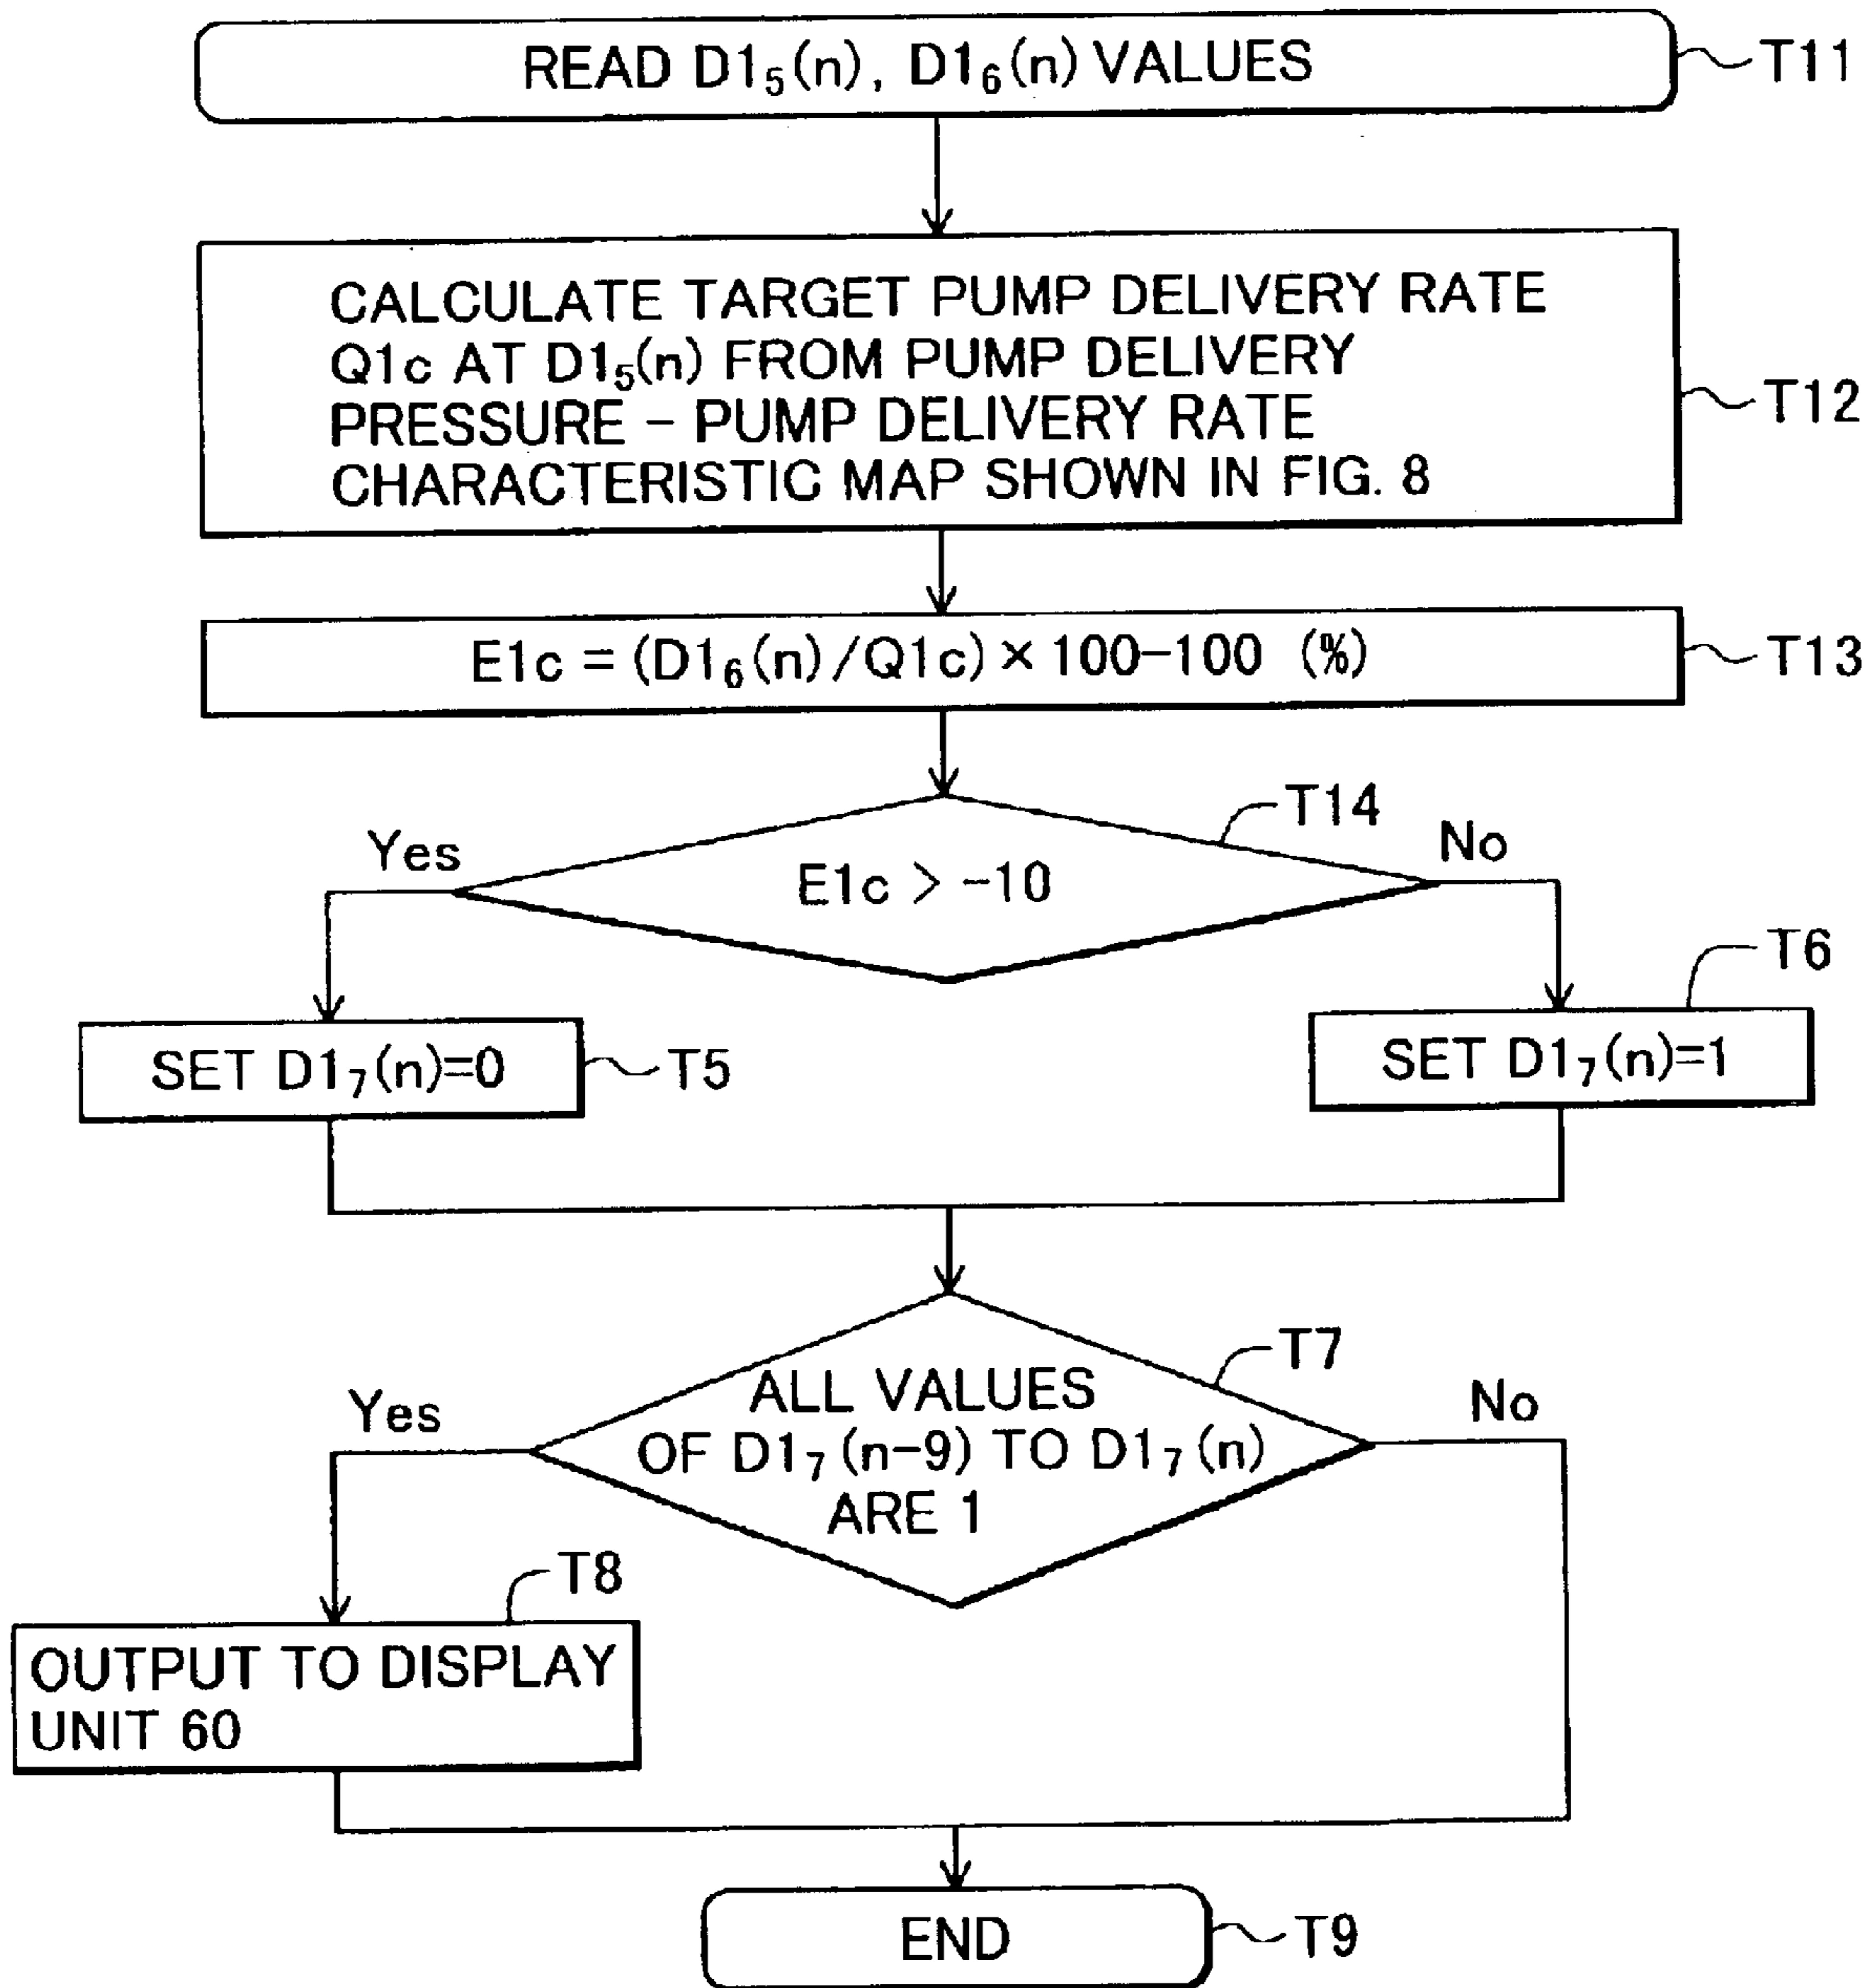 READ D1₅(n), D1₆(n) VALUES
T11
CALCULATE TARGET PUMP DELIVERY RATE
Q1c AT D1₅(n) FROM PUMP DELIVERY
PRESSURE – PUMP DELIVERY RATE
CHARACTERISTIC MAP SHOWN IN FIG. 8
T12
E1c = (D1₆(n)/Q1c) × 100−100 (%)
T13
T14
Yes
No
E1c > −10
T6
SET D1₇(n)=0
T5
SET D1₇(n)=1
T7
Yes
No
ALL VALUES
OF D1₇(n−9) TO D1₇(n)
ARE 1
T8
OUTPUT TO DISPLAY
UNIT 60
END
T9